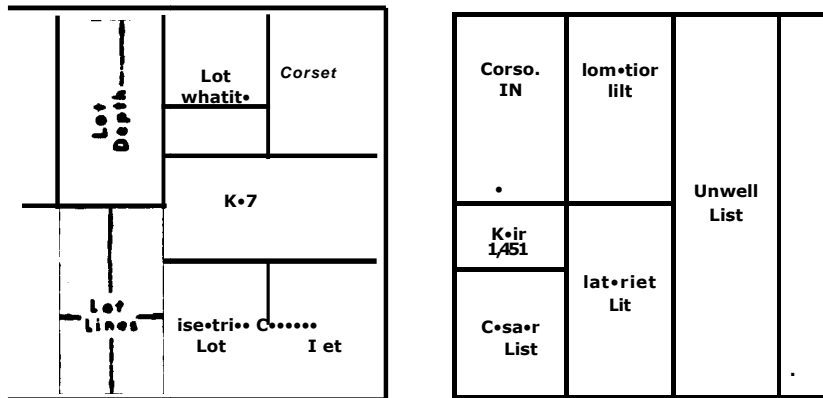 Lot
Depth
Lot
whatit•
Corset
K•7
Lot
Lines
ise•tri•• C••••••
Lot I et
Corso.
IN
•
lom•tior
lilt
Unwell
List
K•ir
1,451
lat•riet
Lit
C•sa•r
List
.